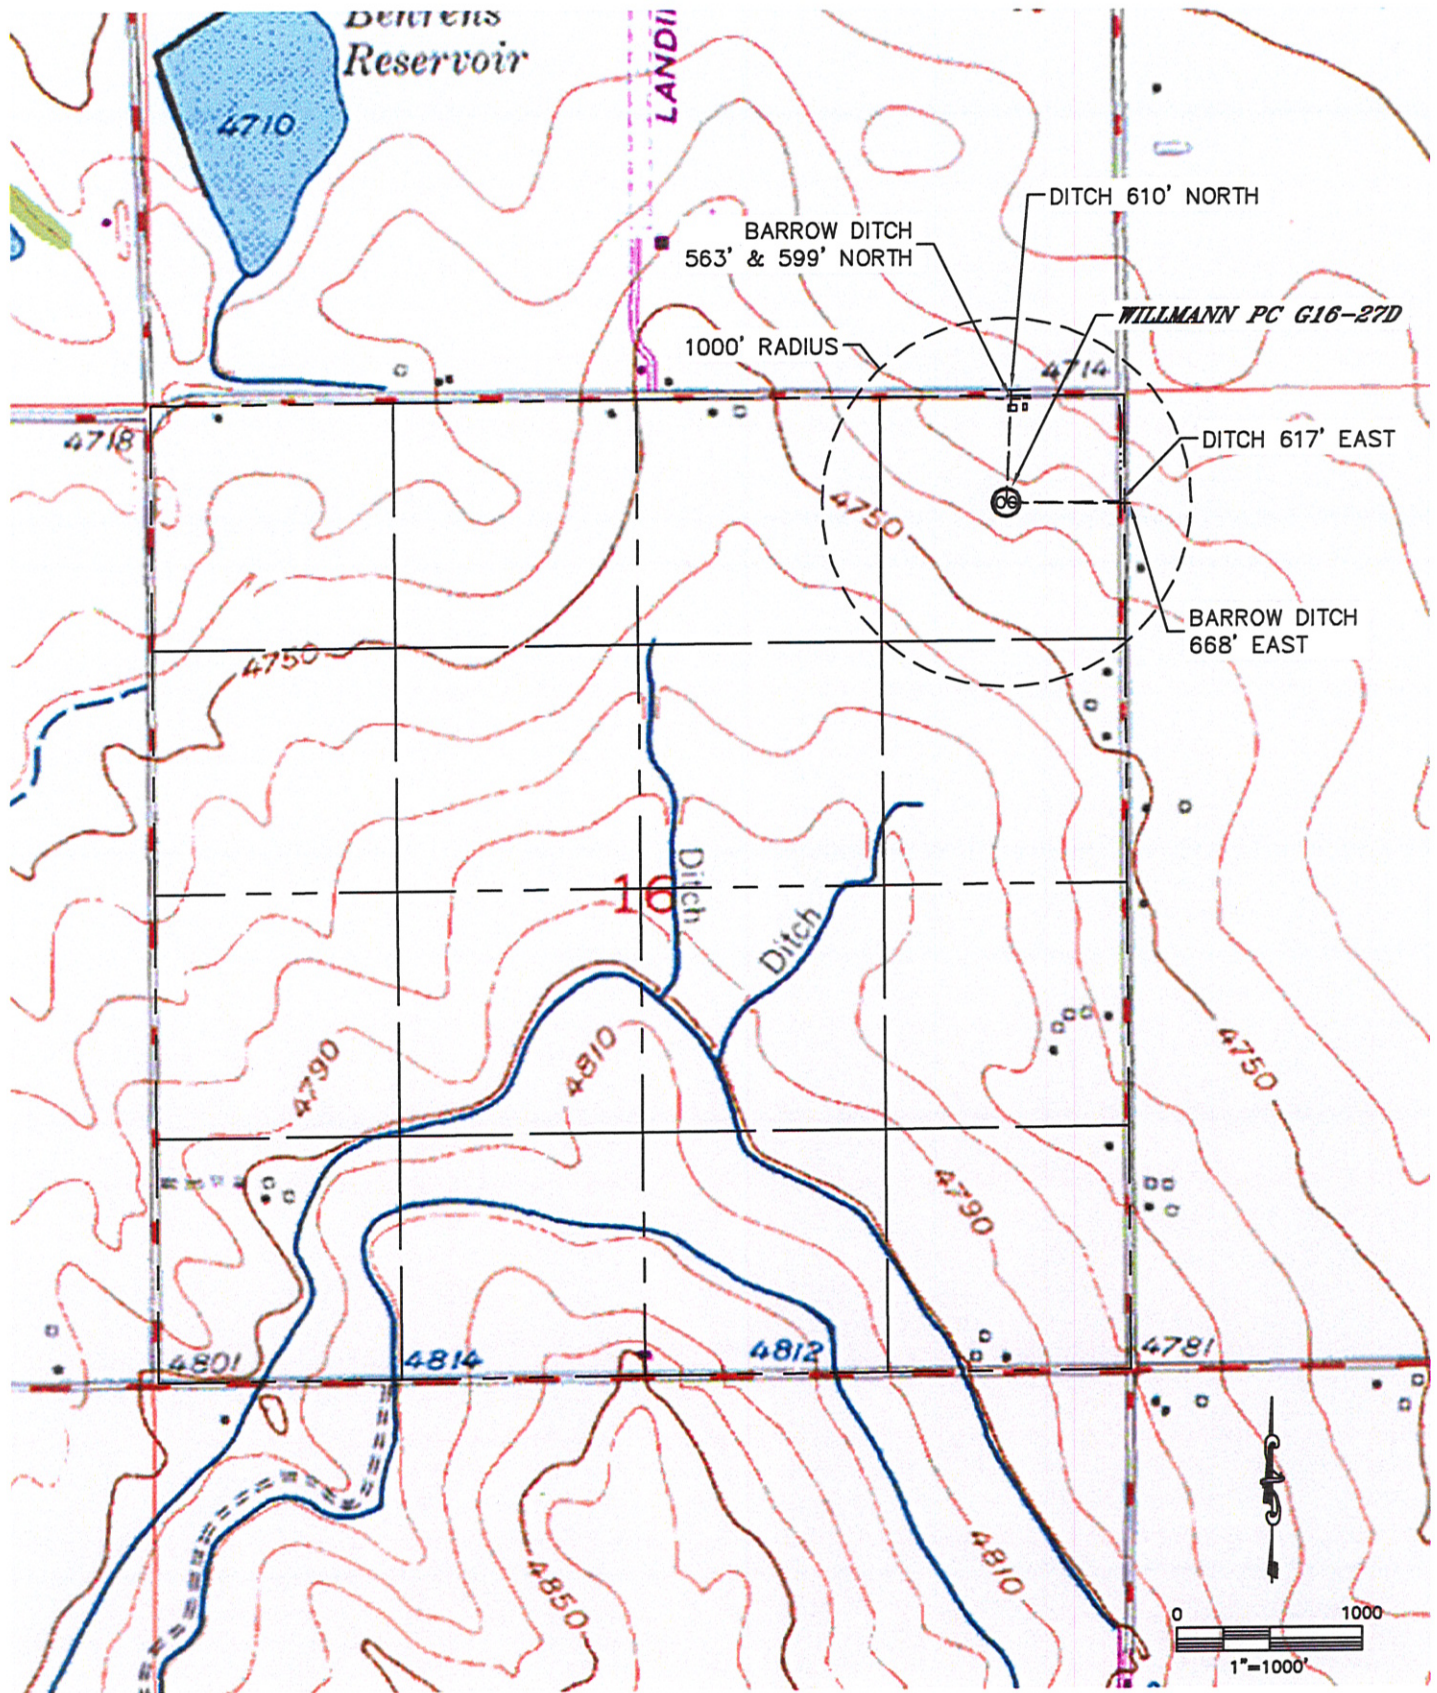 Reservoir
LANDI
4710
DITCH 610' NORTH
BARROW DITCH
563' & 599' NORTH
WILLMANN PC G16-27D
1000' RADIUS
4714
4718
DITCH 617' EAST
4750
BARROW DITCH
668' EAST
4750
Ditch
16
Ditch
4790
4810
4750
4790
4801
4814
4812
4781
4850
4810
0 1000
1"=1000'